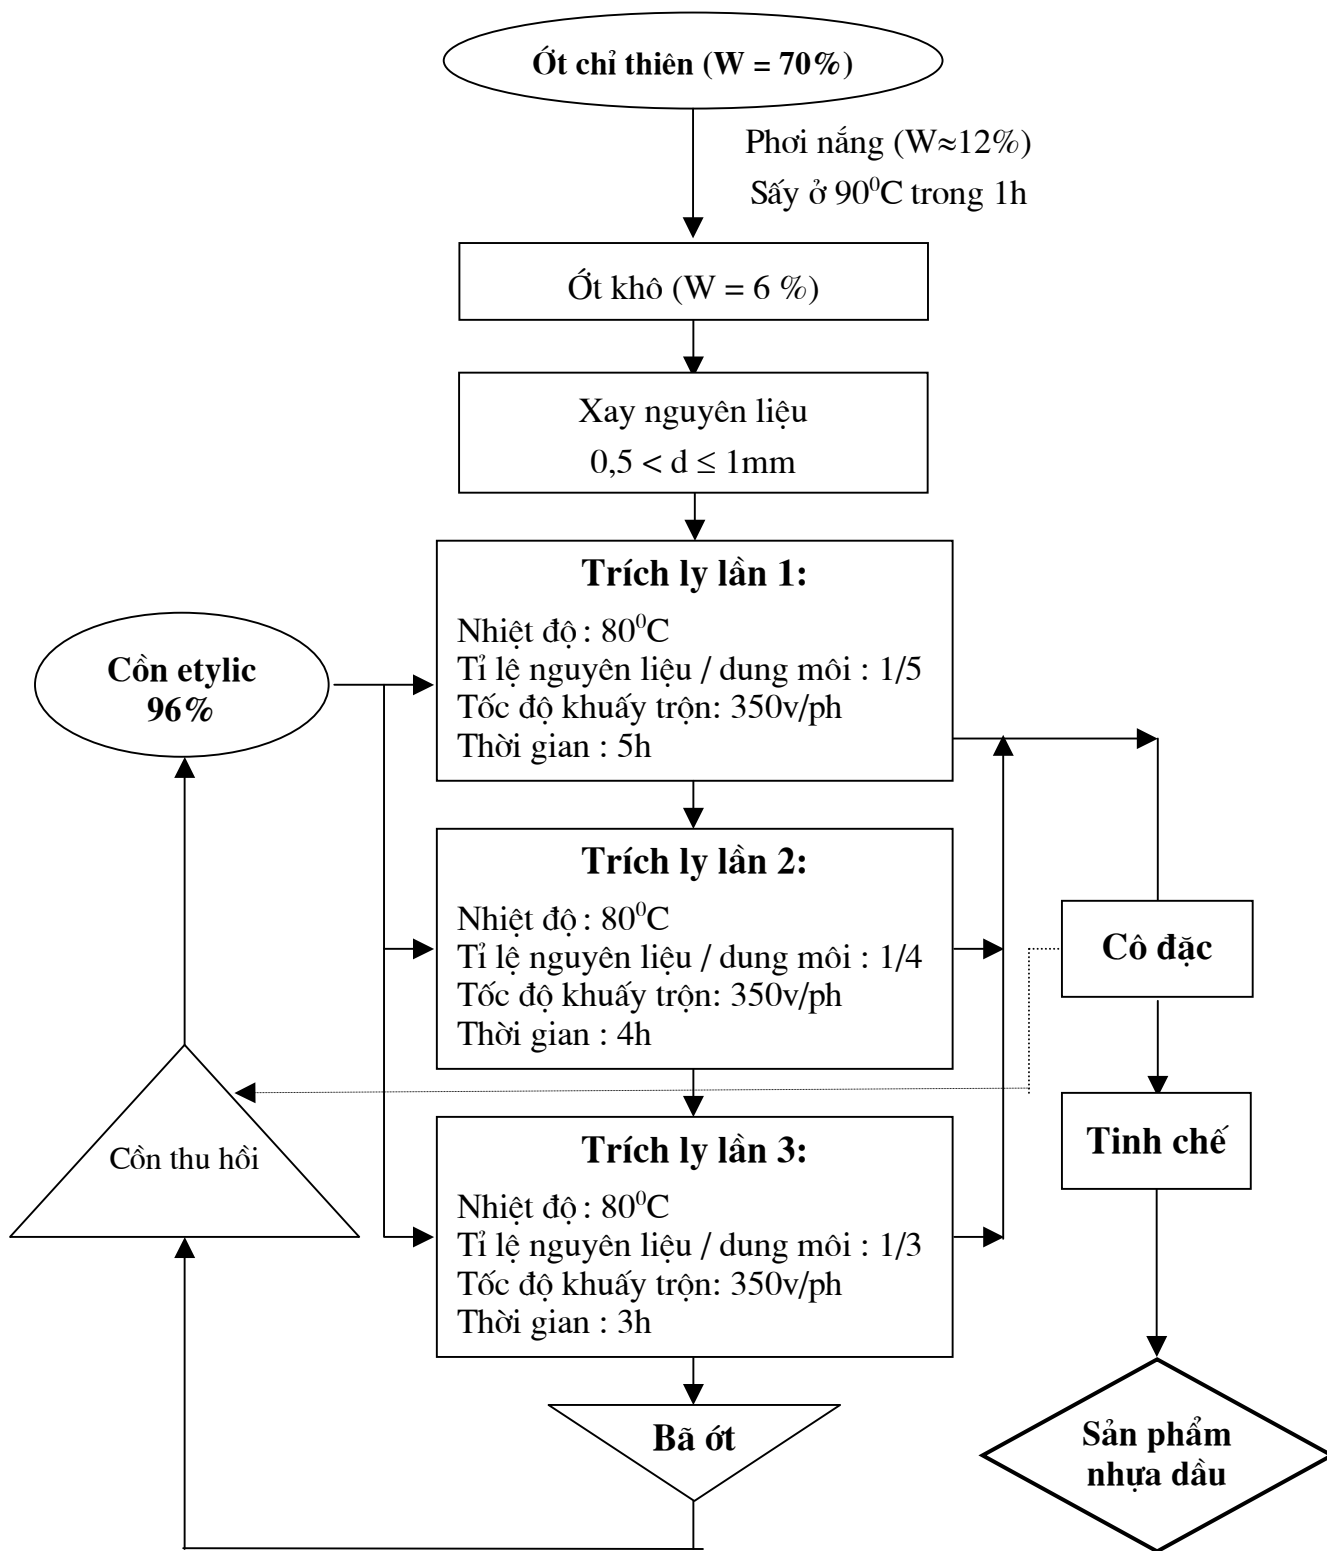 Ớt chỉ thiên (W = 70%)
Phơi nắng (W≈12%)
Sấy ở 90⁰C trong 1h
Ớt khô (W = 6 %)
Xay nguyên liệu
0,5 < d ≤ 1mm
Trích ly lần 1:
Nhiệt độ : 80⁰C
Tỉ lệ nguyên liệu / dung môi : 1/5
Tốc độ khuấy trộn: 350v/ph
Thời gian : 5h
Cồn etylic
96%
Trích ly lần 2:
Nhiệt độ : 80⁰C
Tỉ lệ nguyên liệu / dung môi : 1/4
Tốc độ khuấy trộn: 350v/ph
Thời gian : 4h
Cô đặc
Trích ly lần 3:
Nhiệt độ : 80⁰C
Tỉ lệ nguyên liệu / dung môi : 1/3
Tốc độ khuấy trộn: 350v/ph
Thời gian : 3h
Cồn thu hồi
Tinh chế
Bã ớt
Sản phẩm
nhựa dầu